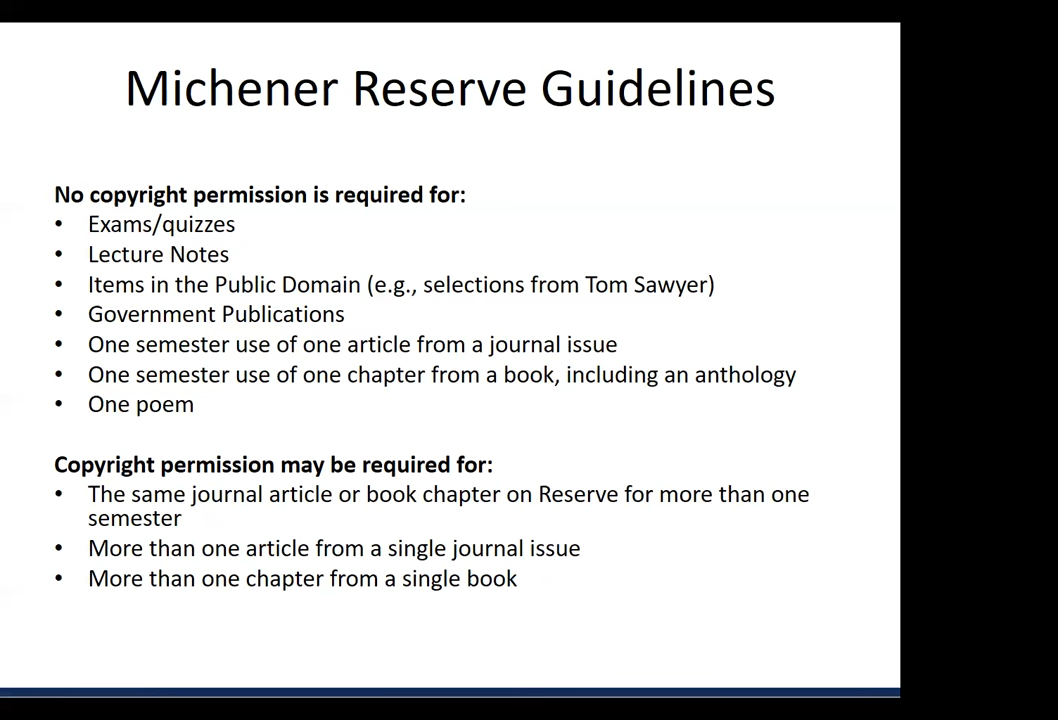 Michener Reserve Guidelines
No copyright permission is required for:
• Exams/quizzes
• Lecture Notes
• Items in the Public Domain (e.g., selections from Tom Sawyer)
• Government Publications
• One semester use of one article from a journal issue
• One semester use of one chapter from a book, including an anthology
• One poem
Copyright permission may be required for:
• The same journal article or book chapter on Reserve for more than one
semester
• More than one article from a single journal issue
• More than one chapter from a single book